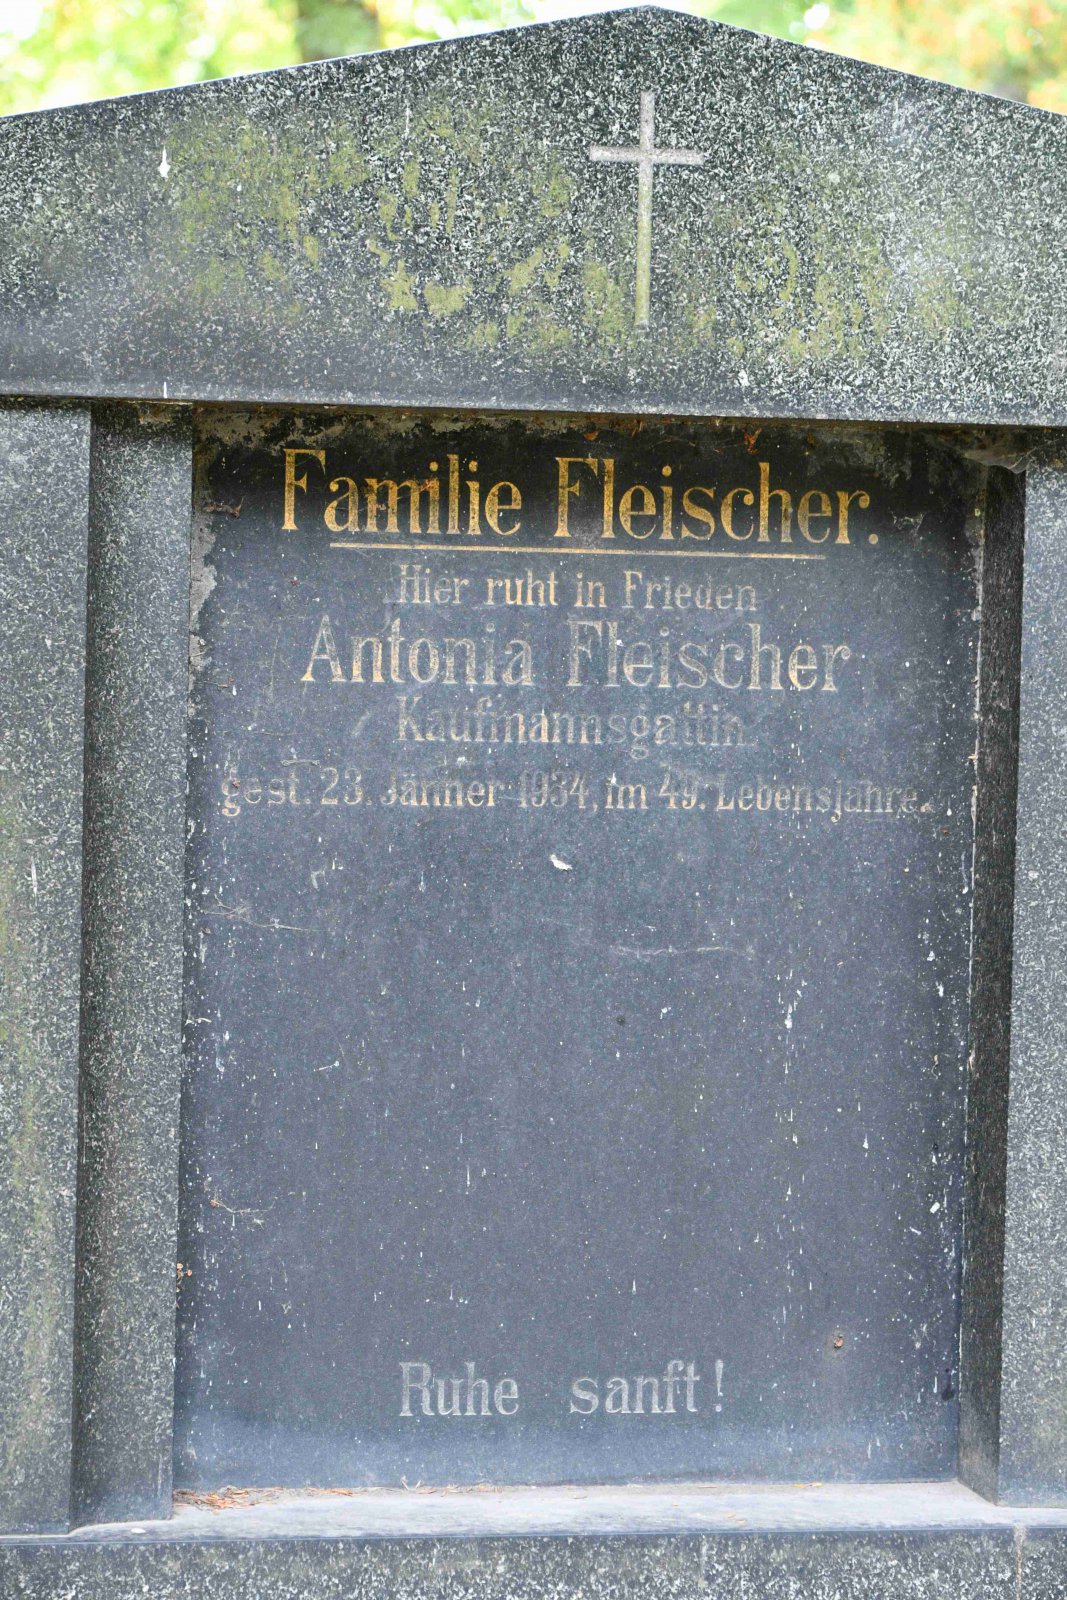 Familie Fleischer.
Hier ruht in Frieden
Antonia Fleischer
Kaufmannsgattin.
gest. 23. Jänner 1934, im 49. Lebensjahre.
Ruhe sanft!